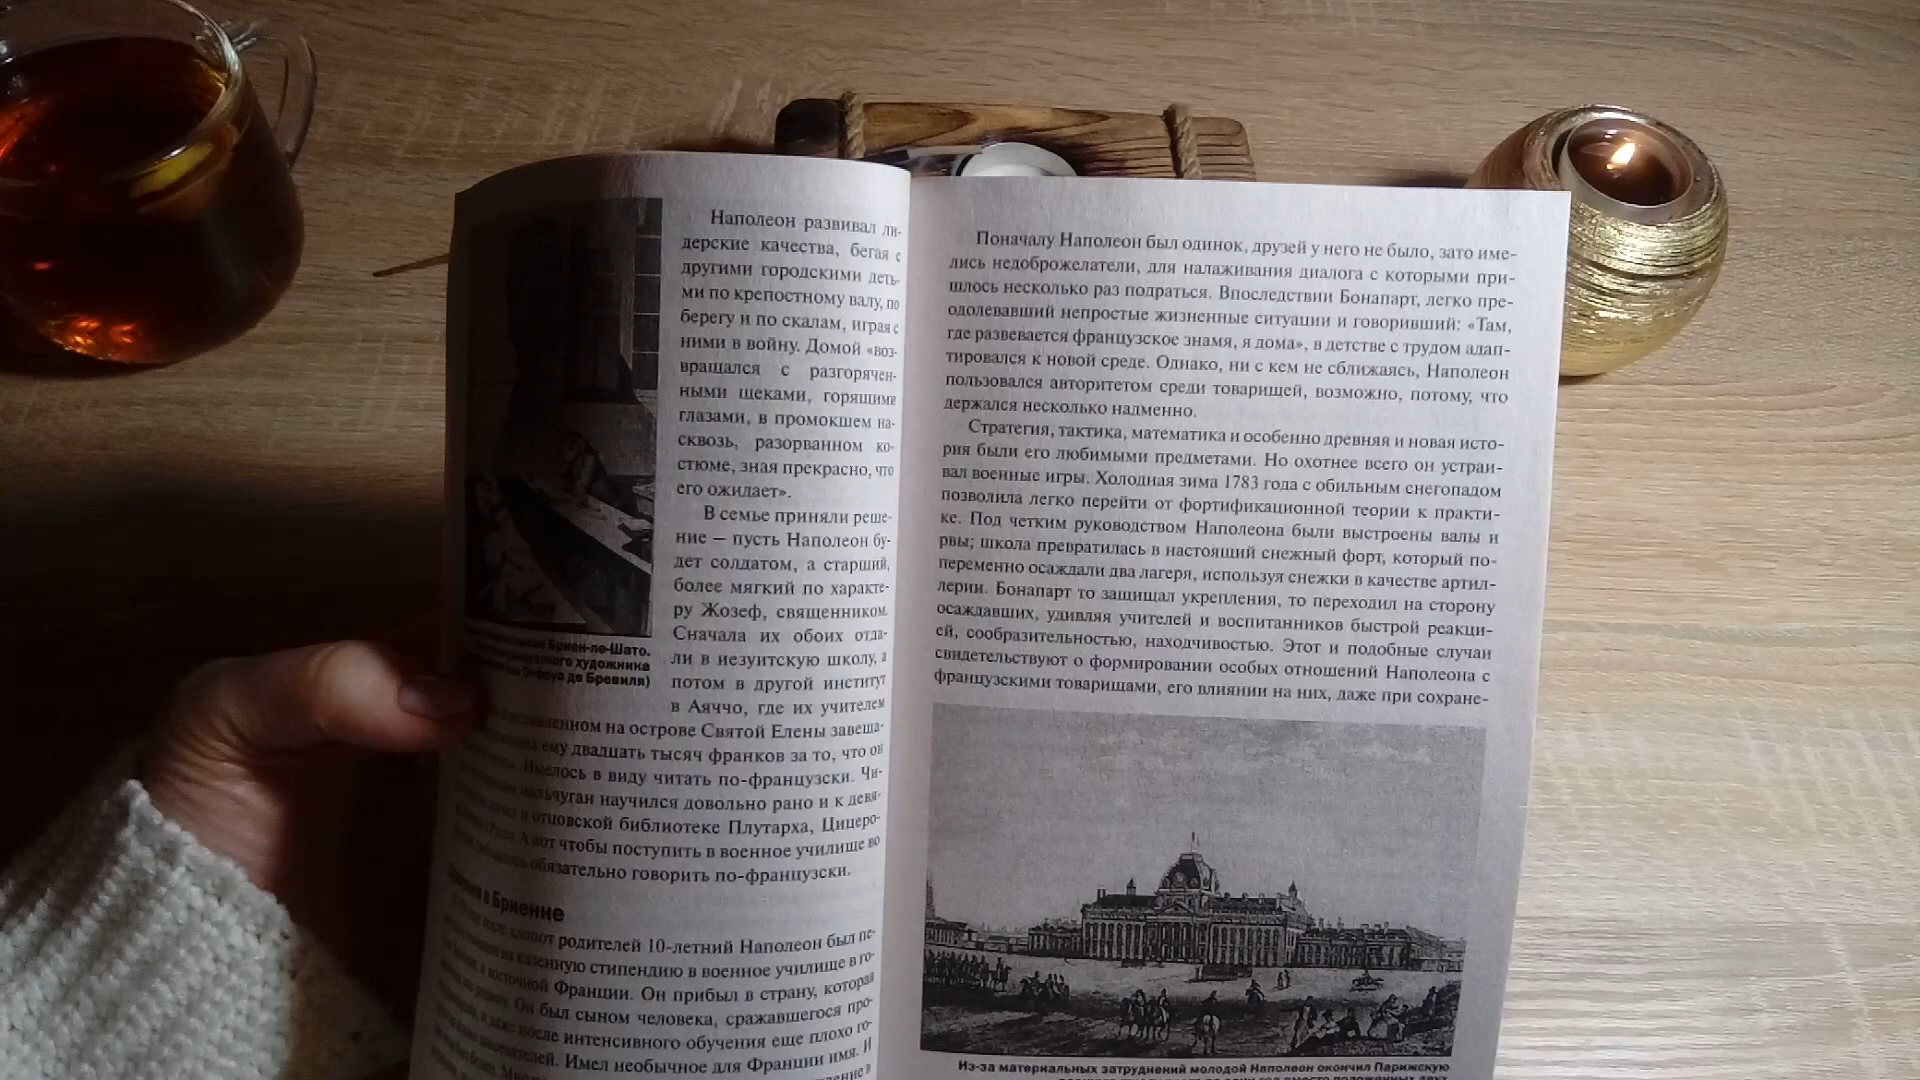 Наполеон развивал ли-
дерские качества, бегая с
другими городскими деть-
ми по крепостному валу, по
берегу и по скалам, играя с
ними в войну. Домой «воз-
вращался с разгорячен-
ными щеками, горящими
глазами, в промокшем на-
сквозь, разорванном ко-
стюме, зная прекрасно, что
его ожидает».
В семье приняли реше-
ние — пусть Наполеон бу-
дет солдатом, а старший,
более мягкий по характе-
ру Жозеф, священником.
Сначала их обоих отда-
ли в иезуитскую школу, а
потом в другой институт
в Аяччо, где их учителем
Бриен-ле-Шато.
художника
де Бревиля)
на острове Святой Елены завеща-
ему двадцать тысяч франков за то, что он
Имелось в виду читать по-французски. Чи-
мальчуган научился довольно рано и к девя-
в отцовской библиотеке Плутарха, Цицеро-
А вот чтобы поступить в военное училище во
обязательно говорить по-французски.
в Бриенне
после хлопот родителей 10-летний Наполеон был пе-
на казенную стипендию в военное училище в го-
в восточной Франции. Он прибыл в страну, которая
Он был сыном человека, сражавшегося про-
даже после интенсивного обучения еще плохо го-
Имел необычное для Франции имя. И
Поначалу Наполеон был одинок, друзей у него не было, зато име-
лись недоброжелатели, для налаживания диалога с которыми при-
шлось несколько раз подраться. Впоследствии Бонапарт, легко пре-
одолевавший непростые жизненные ситуации и говоривший: «Там,
где развевается французское знамя, я дома», в детстве с трудом адап-
тировался к новой среде. Однако, ни с кем не сближаясь, Наполеон
пользовался авторитетом среди товарищей, возможно, потому, что
держался несколько надменно.
Стратегия, тактика, математика и особенно древняя и новая исто-
рия были его любимыми предметами. Но охотнее всего он устраи-
вал военные игры. Холодная зима 1783 года с обильным снегопадом
позволила легко перейти от фортификационной теории к практи-
ке. Под четким руководством Наполеона были выстроены валы и
рвы; школа превратилась в настоящий снежный форт, который по-
переменно осаждали два лагеря, используя снежки в качестве артил-
лерии. Бонапарт то защищал укрепления, то переходил на сторону
осаждавших, удивляя учителей и воспитанников быстрой реакци-
ей, сообразительностью, находчивостью. Этот и подобные случаи
свидетельствуют о формировании особых отношений Наполеона с
французскими товарищами, его влиянии на них, даже при сохране-
Из-за материальных затруднений молодой Наполеон окончил Парижскую